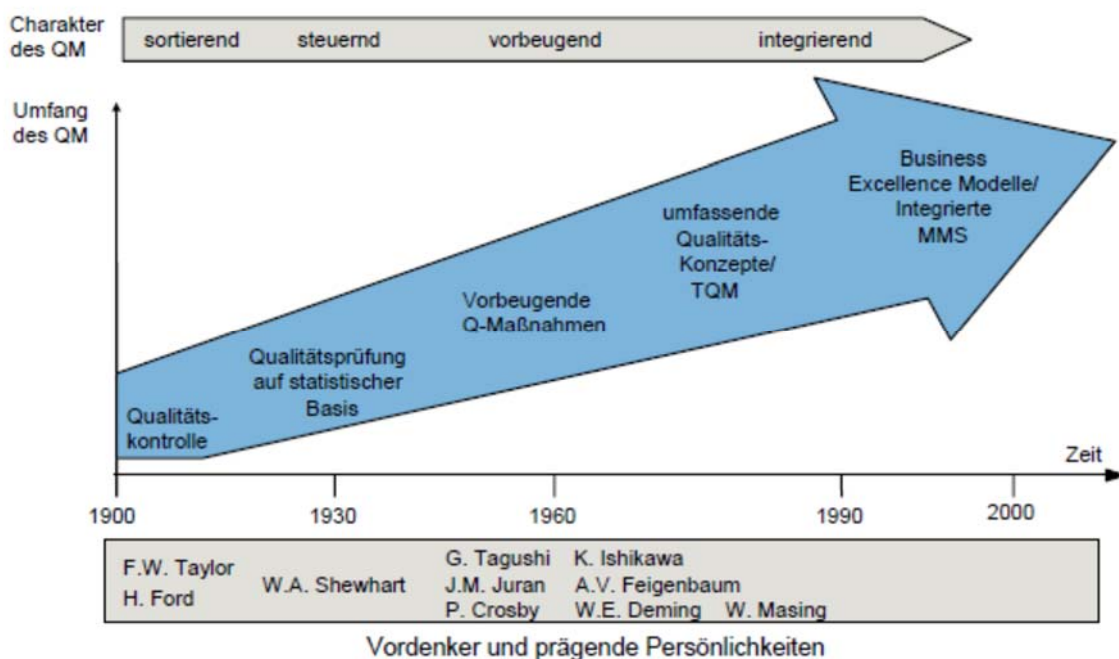 Charakter
des QM
sortierend steuernd vorbeugend integrierend
Umfang
des QM
Business
Excellence Modelle/
Integrierte
MMS
umfassende
Qualitäts-
Konzepte/
TQM
Vorbeugende
Q-Maßnahmen
Qualitätsprüfung
auf statistischer
Basis
Qualitäts-
kontrolle
Zeit
1900 1930 1960 1990 2000
F.W. Taylor
H. Ford
W.A. Shewhart
G. Tagushi K. Ishikawa
J.M. Juran A.V. Feigenbaum
P. Crosby W.E. Deming W. Masing
Vordenker und prägende Persönlichkeiten